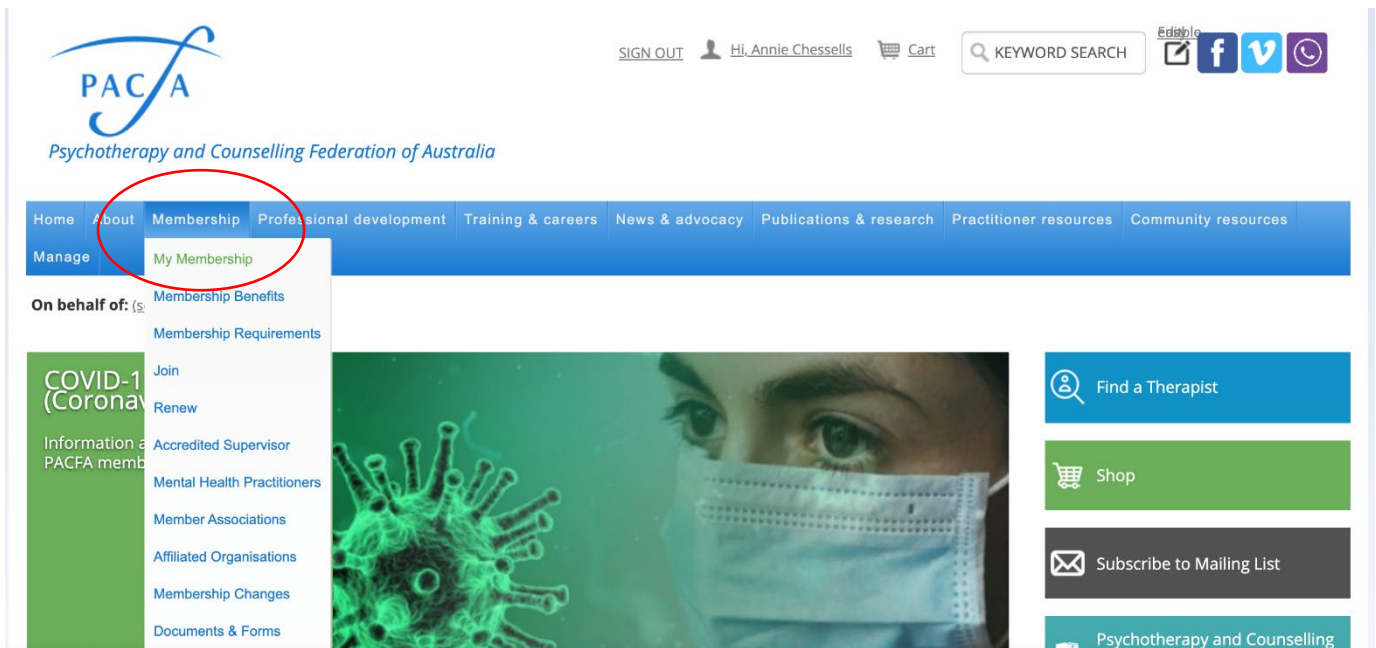 PACFA
Psychotherapy and Counselling Federation of Australia
SIGN OUT Hi, Annie Chessells Cart KEYWORD SEARCH
Home About Membership Professional development Training & careers News & advocacy Publications & research Practitioner resources Community resources
Manage
My Membership
Membership Benefits
Membership Requirements
Join
Renew
Accredited Supervisor
Mental Health Practitioners
Member Associations
Affiliated Organisations
Membership Changes
Documents & Forms
On behalf of:
COVID-1
(Corona
Information
PACFA memb
Find a Therapist
Shop
Subscribe to Mailing List
Psychotherapy and Counselling